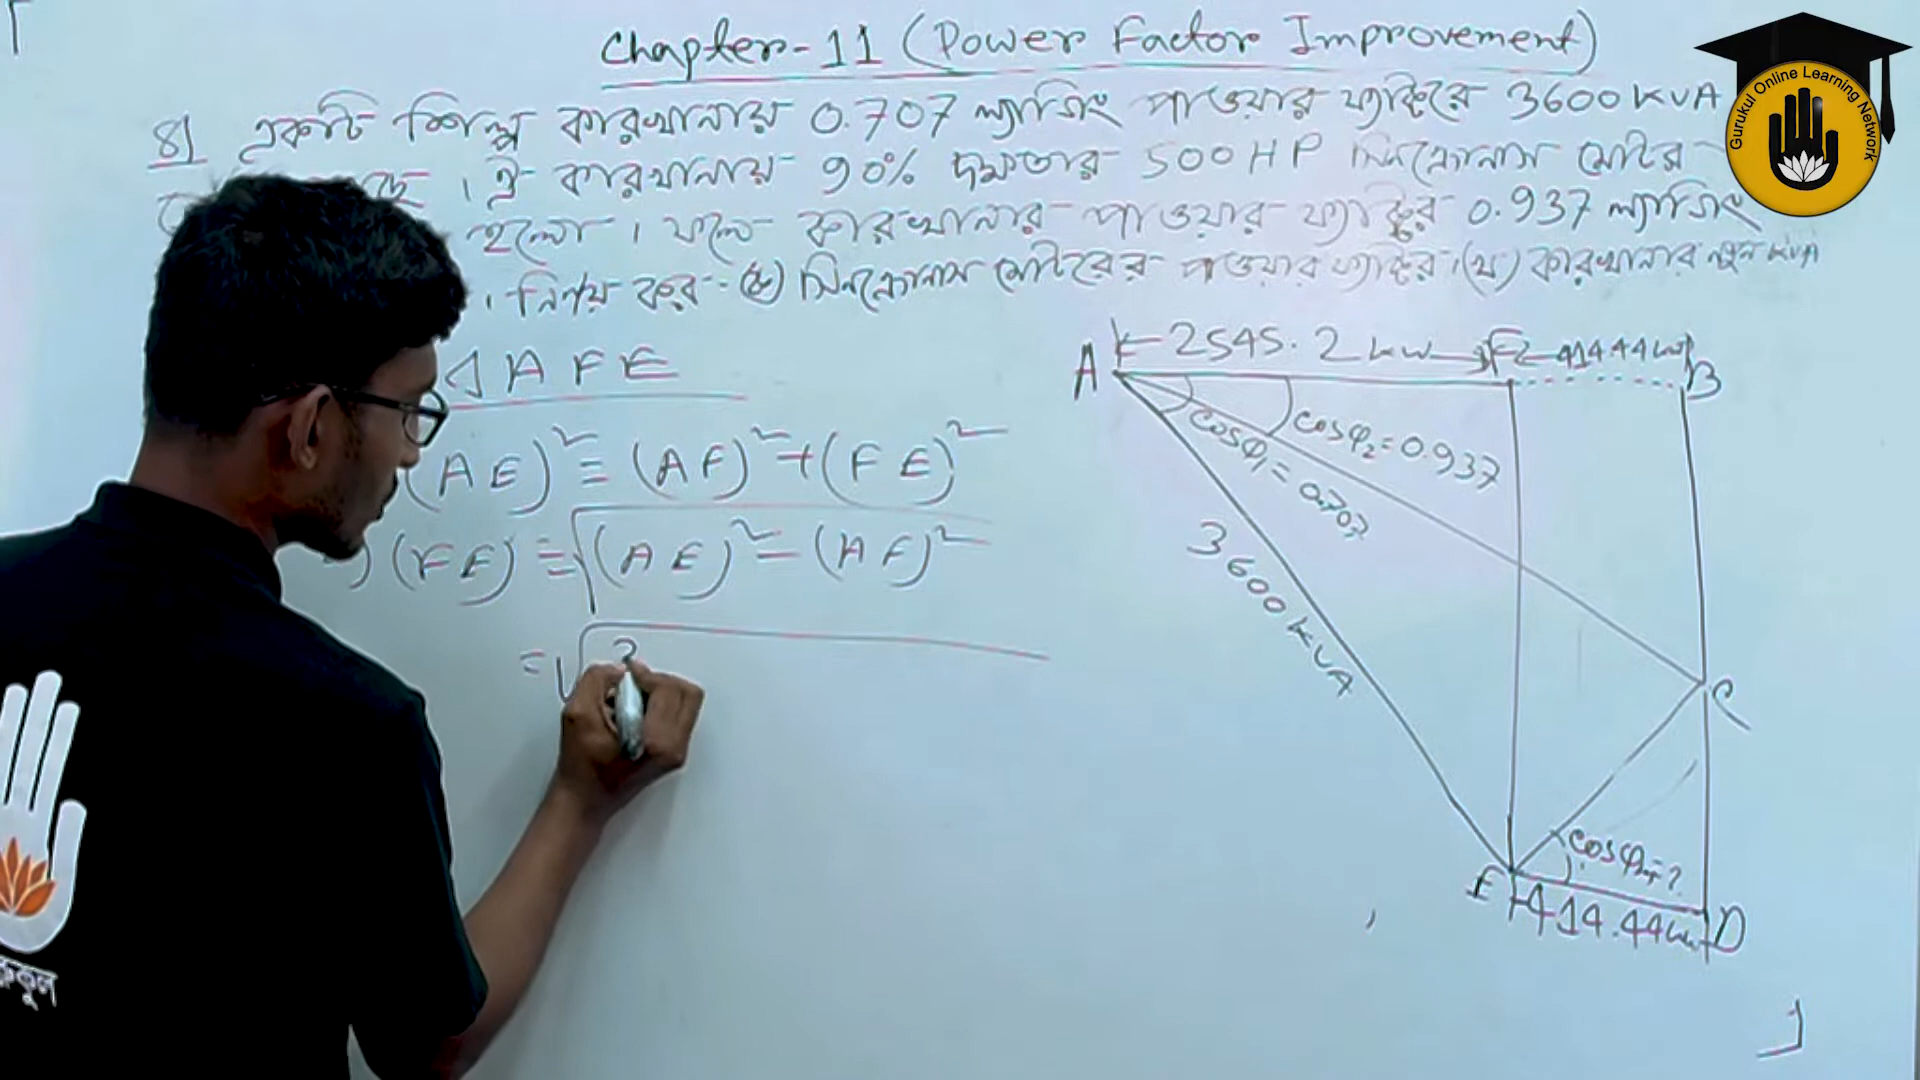 Chapter-11 (Power Factor Improvement)
৪) একটি শিল্প কারখানায় 0.707 ল্যাগিং পাওয়ার ফ্যাক্টরে 3600 KVA
। ঐ কারখানায় 90% দক্ষতার 500 HP সিনক্রোনাস মোটর
হলো । ফলে কারখানার পাওয়ার ফ্যাক্টর 0.937 ল্যাগিং
। নির্ণয় কর- (ক) সিনক্রোনাস মোটরের পাওয়ার ফ্যাক্টর (খ) কারখানার নতুন KVA
Gurukul Online Learning Network
AFE
(AE)² = (AF)² + (FE)²
(FE) = √(AE)² - (AF)²
= √3
A 2545.2 kw F 414.44 kw B
cosφ₂ = 0.937
cosφ₁ = 0.707
3600 KVA
C
cosφm = ?
E 414.44 kw D